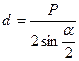 d = P / (2 sin α/2)